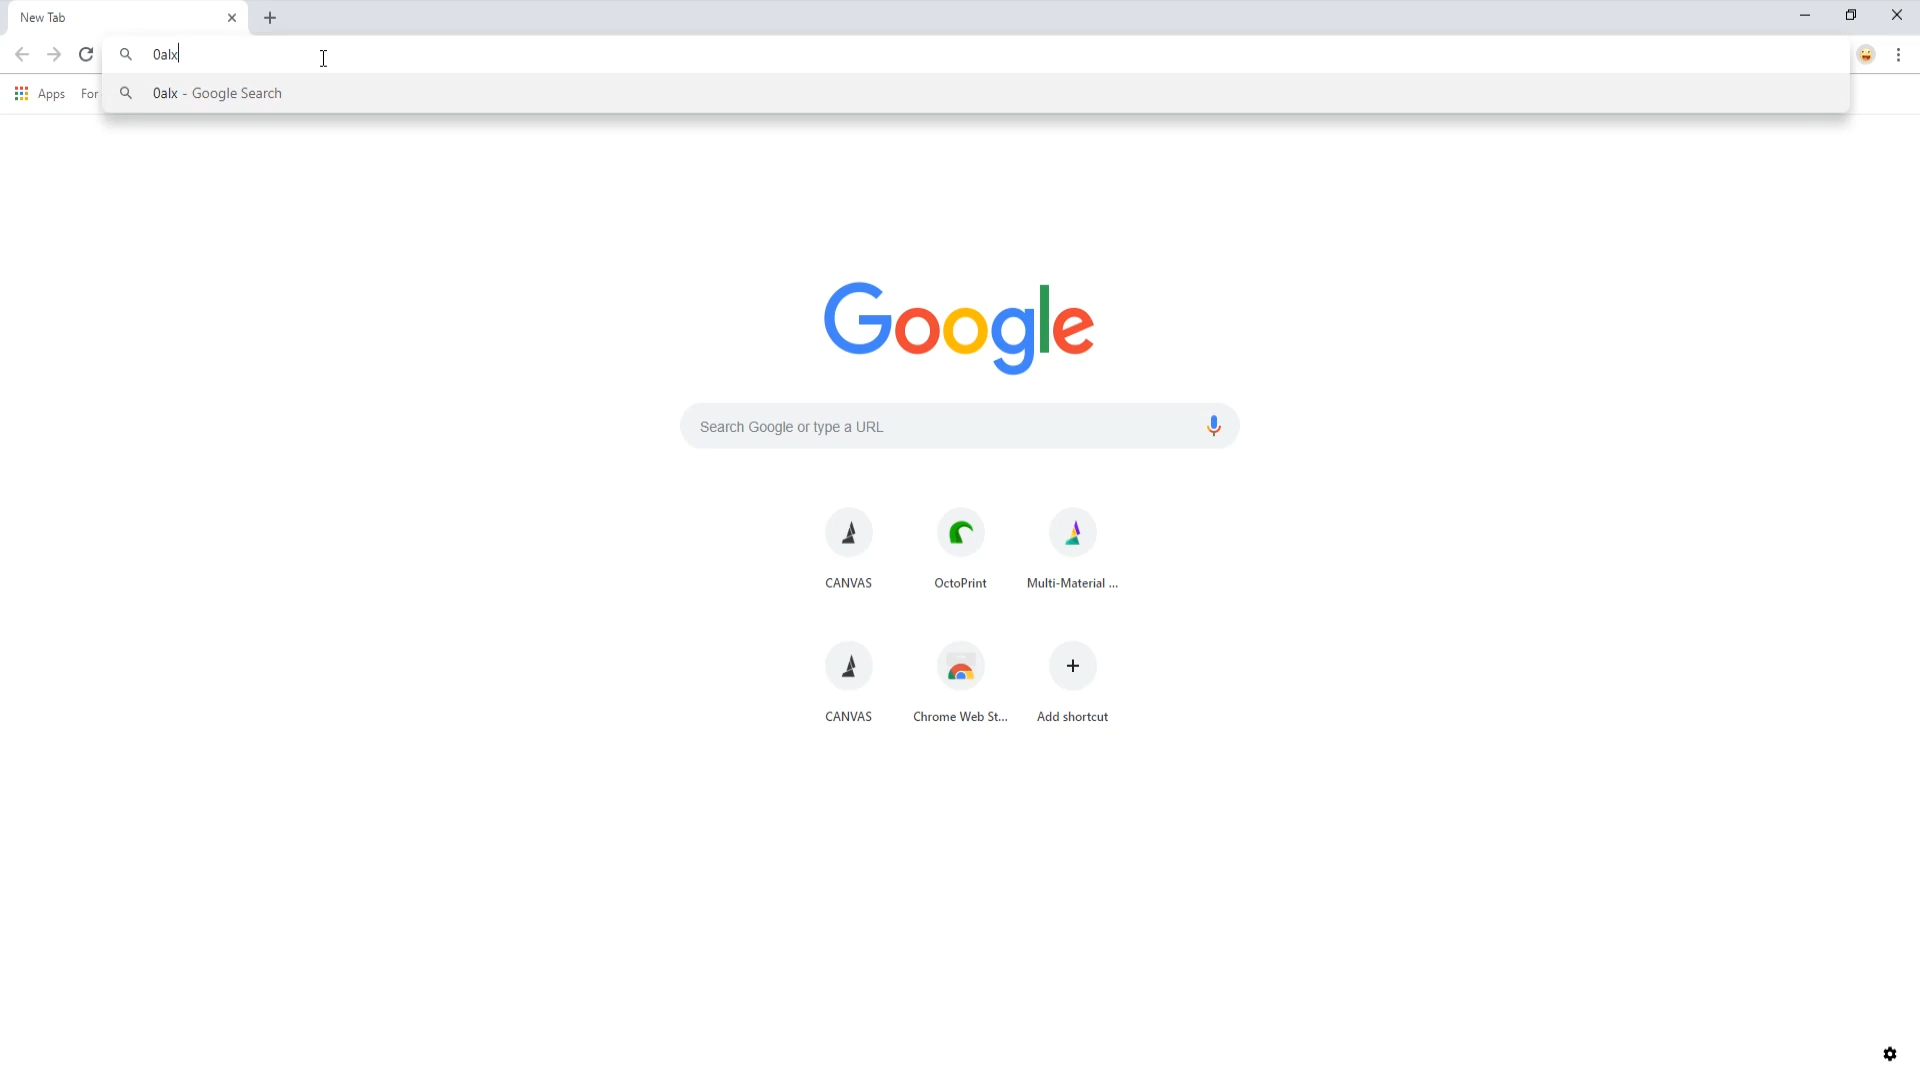 New Tab
0alx
0alx - Google Search
Apps
For
Google
Search Google or type a URL
CANVAS
OctoPrint
Multi-Material ...
CANVAS
Chrome Web St...
Add shortcut